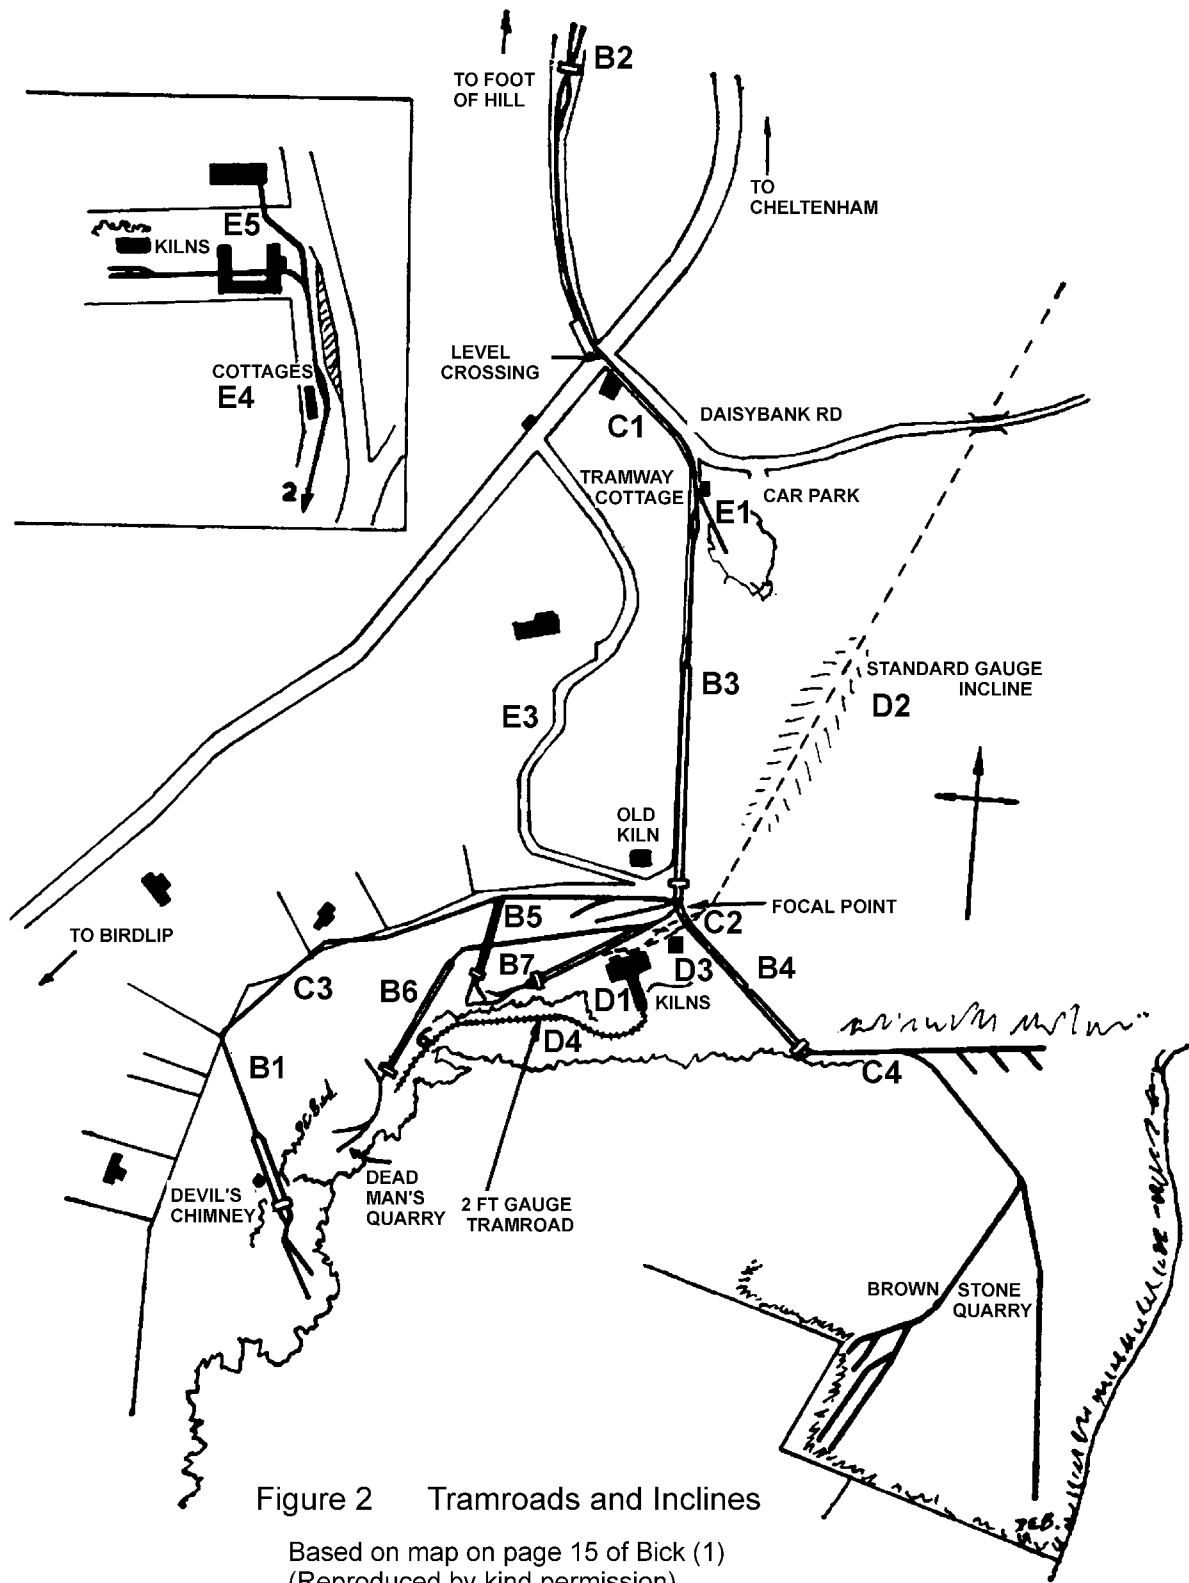 B2
TO FOOT
OF HILL
TO
CHELTENHAM
E5
KILNS
COTTAGES
E4
2
LEVEL
CROSSING
C1
DAISYBANK RD
TRAMWAY
COTTAGE
CAR PARK
E1
B3
STANDARD GAUGE
INCLINE
D2
E3
OLD
KILN
FOCAL POINT
TO BIRDLIP
B5
C2
B7
D3
B4
C3
B6
D1
KILNS
D4
B1
C4
DEVIL'S
CHIMNEY
DEAD
MAN'S
QUARRY
2 FT GAUGE
TRAMROAD
BROWN STONE
QUARRY
Figure 2 Tramroads and Inclines
Based on map on page 15 of Bick (1)
(Reproduced by kind permission)